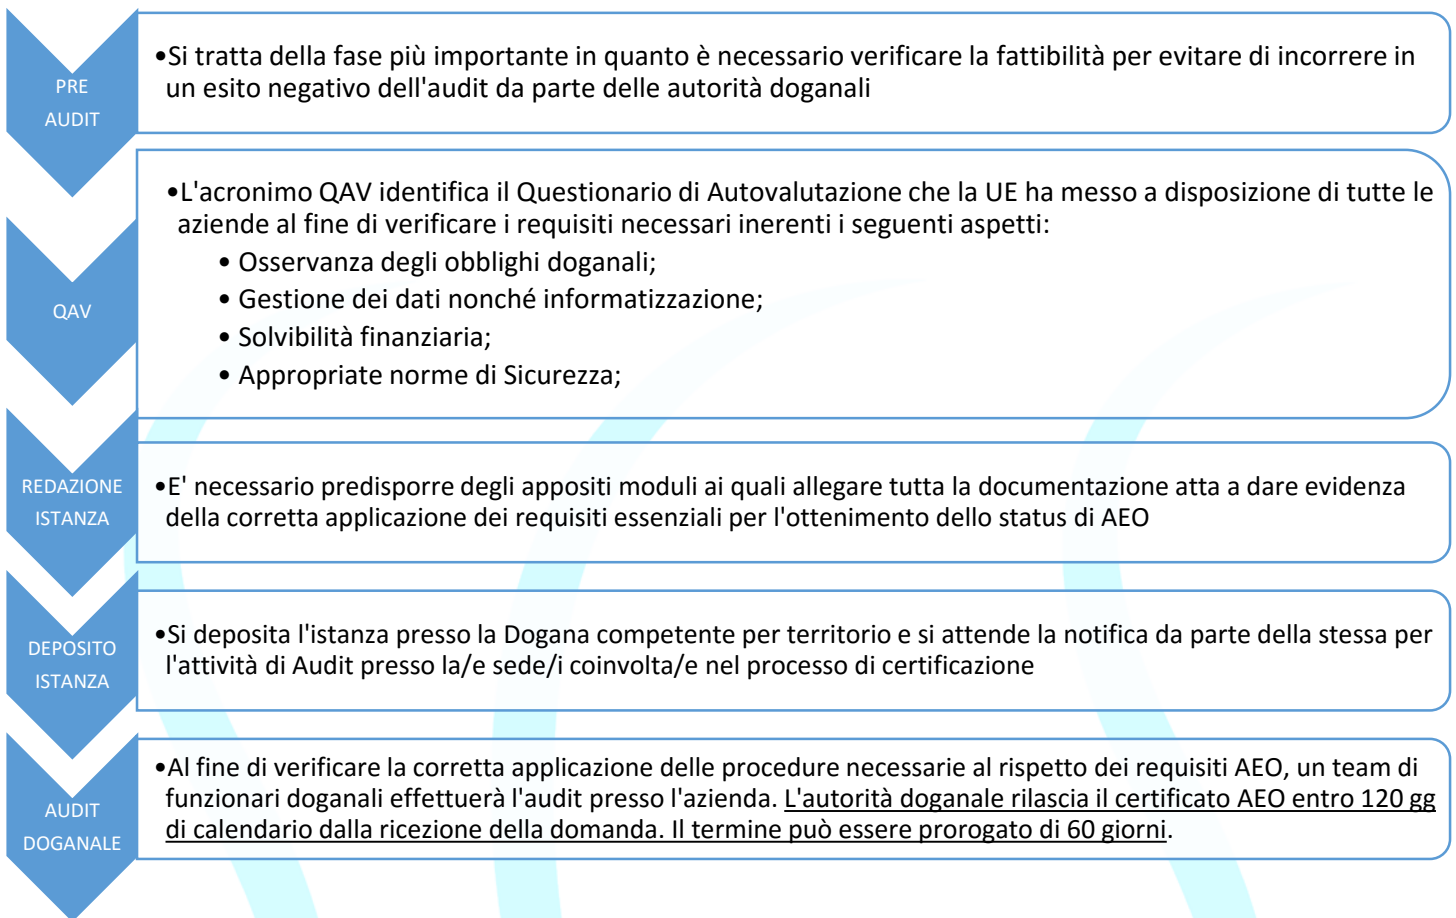 PRE
AUDIT
•Si tratta della fase più importante in quanto è necessario verificare la fattibilità per evitare di incorrere in
un esito negativo dell'audit da parte delle autorità doganali
QAV
•L'acronimo QAV identifica il Questionario di Autovalutazione che la UE ha messo a disposizione di tutte le
aziende al fine di verificare i requisiti necessari inerenti i seguenti aspetti:
• Osservanza degli obblighi doganali;
• Gestione dei dati nonché informatizzazione;
• Solvibilità finanziaria;
• Appropriate norme di Sicurezza;
REDAZIONE
ISTANZA
•E' necessario predisporre degli appositi moduli ai quali allegare tutta la documentazione atta a dare evidenza
della corretta applicazione dei requisiti essenziali per l'ottenimento dello status di AEO
DEPOSITO
ISTANZA
•Si deposita l'istanza presso la Dogana competente per territorio e si attende la notifica da parte della stessa per
l'attività di Audit presso la/e sede/i coinvolta/e nel processo di certificazione
AUDIT
DOGANALE
•Al fine di verificare la corretta applicazione delle procedure necessarie al rispetto dei requisiti AEO, un team di
funzionari doganali effettuerà l'audit presso l'azienda. L'autorità doganale rilascia il certificato AEO entro 120 gg
di calendario dalla ricezione della domanda. Il termine può essere prorogato di 60 giorni.